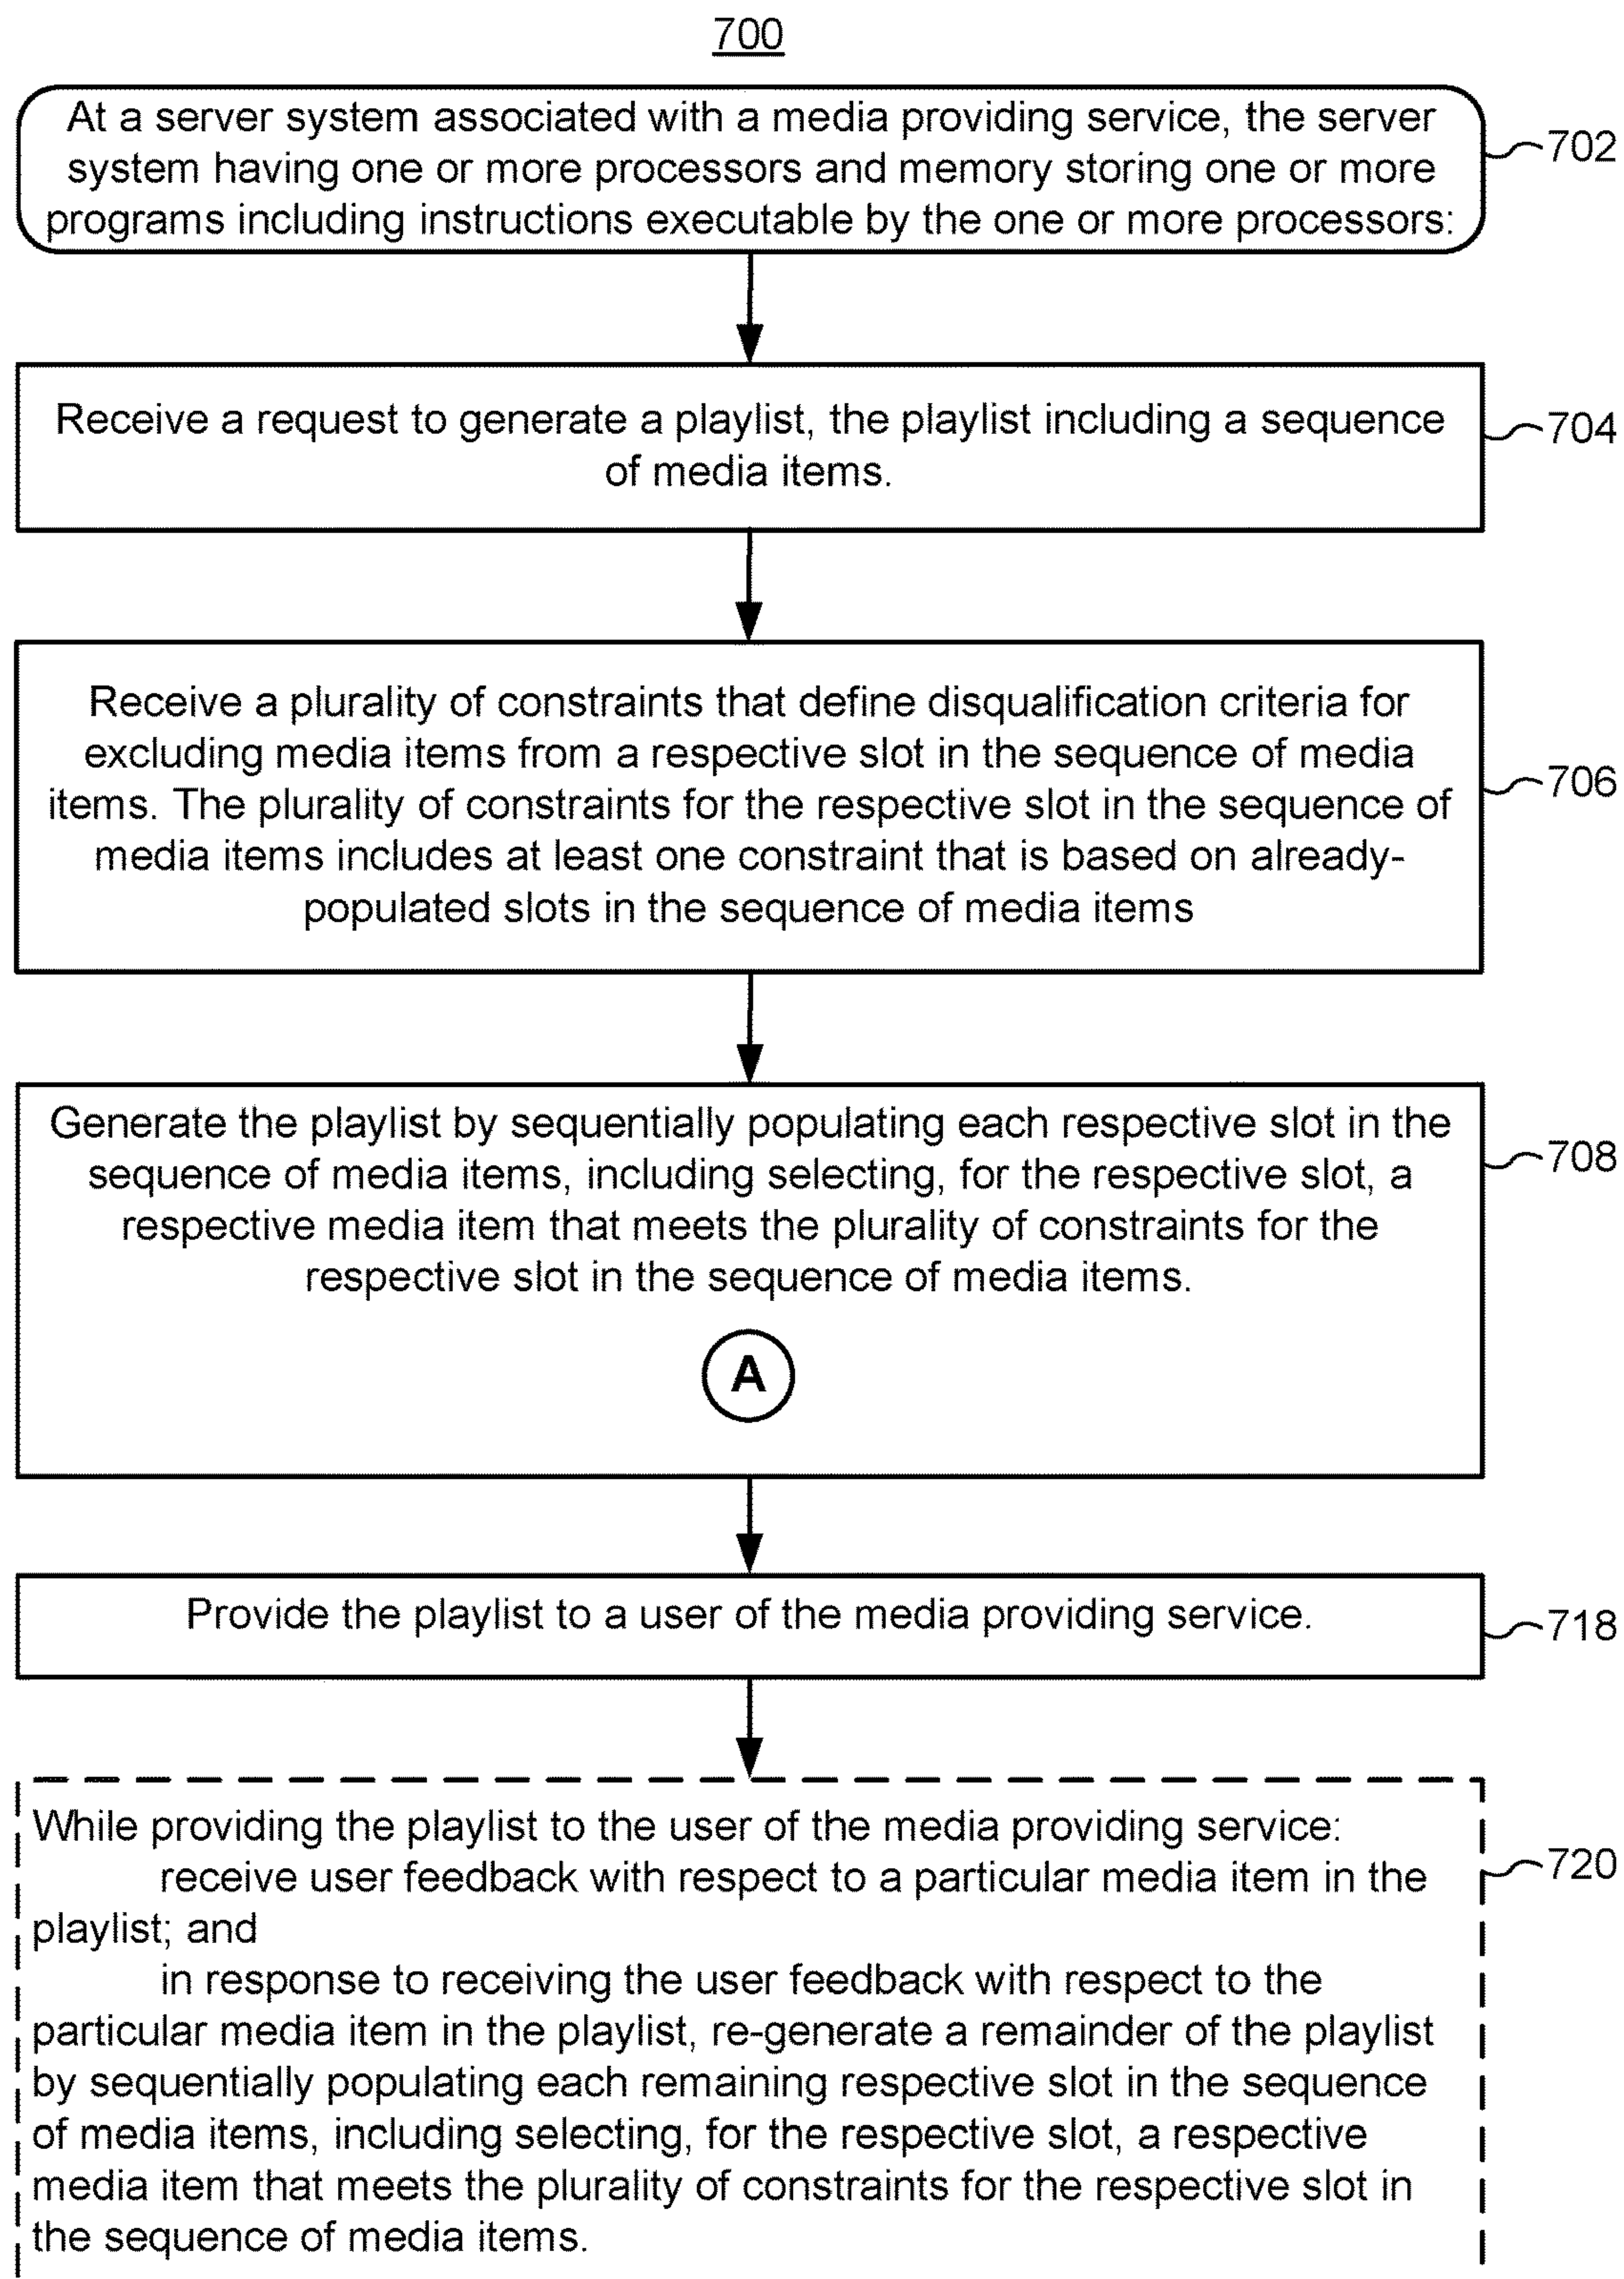 700
At a server system associated with a media providing service, the server
system having one or more processors and memory storing one or more
programs including instructions executable by the one or more processors:
702
Receive a request to generate a playlist, the playlist including a sequence
of media items.
704
Receive a plurality of constraints that define disqualification criteria for
excluding media items from a respective slot in the sequence of media
items. The plurality of constraints for the respective slot in the sequence of
media items includes at least one constraint that is based on already-
populated slots in the sequence of media items
706
Generate the playlist by sequentially populating each respective slot in the
sequence of media items, including selecting, for the respective slot, a
respective media item that meets the plurality of constraints for the
respective slot in the sequence of media items.
708
A
Provide the playlist to a user of the media providing service.
718
While providing the playlist to the user of the media providing service:
receive user feedback with respect to a particular media item in the
playlist; and
in response to receiving the user feedback with respect to the
particular media item in the playlist, re-generate a remainder of the playlist
by sequentially populating each remaining respective slot in the sequence
of media items, including selecting, for the respective slot, a respective
media item that meets the plurality of constraints for the respective slot in
the sequence of media items.
720